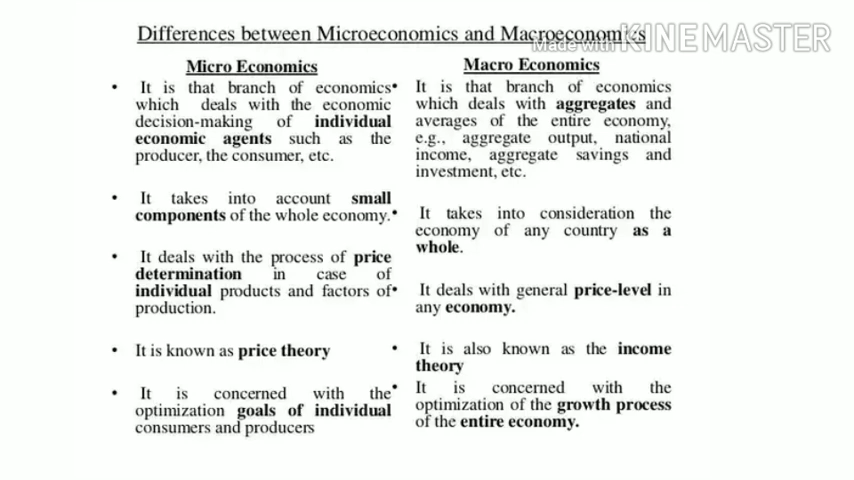 Differences between Microeconomics and Macroeconomics
Made with KINEMASTER
Micro Economics
• It is that branch of economics
which deals with the economic
decision-making of individual
economic agents such as the
producer, the consumer, etc.
• It takes into account small
components of the whole economy.
• It deals with the process of price
determination in case of
individual products and factors of
production.
• It is known as price theory
• It is concerned with the
optimization goals of individual
consumers and producers
Macro Economics
• It is that branch of economics
which deals with aggregates and
averages of the entire economy,
e.g., aggregate output, national
income, aggregate savings and
investment, etc.
• It takes into consideration the
economy of any country as a
whole.
• It deals with general price-level in
any economy.
• It is also known as the income
theory
• It is concerned with the
optimization of the growth process
of the entire economy.